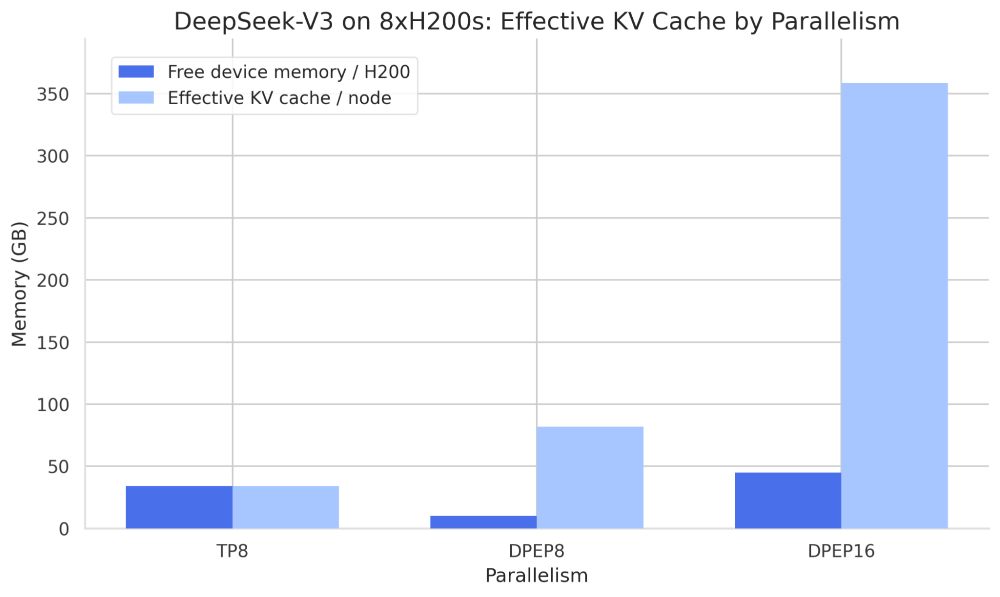 DeepSeek-V3 on 8xH200s: Effective KV Cache by Parallelism
Free device memory / H200
Effective KV cache / node
Memory (GB)
350
300
250
200
150
100
50
0
TP8
DPEP8
DPEP16
Parallelism